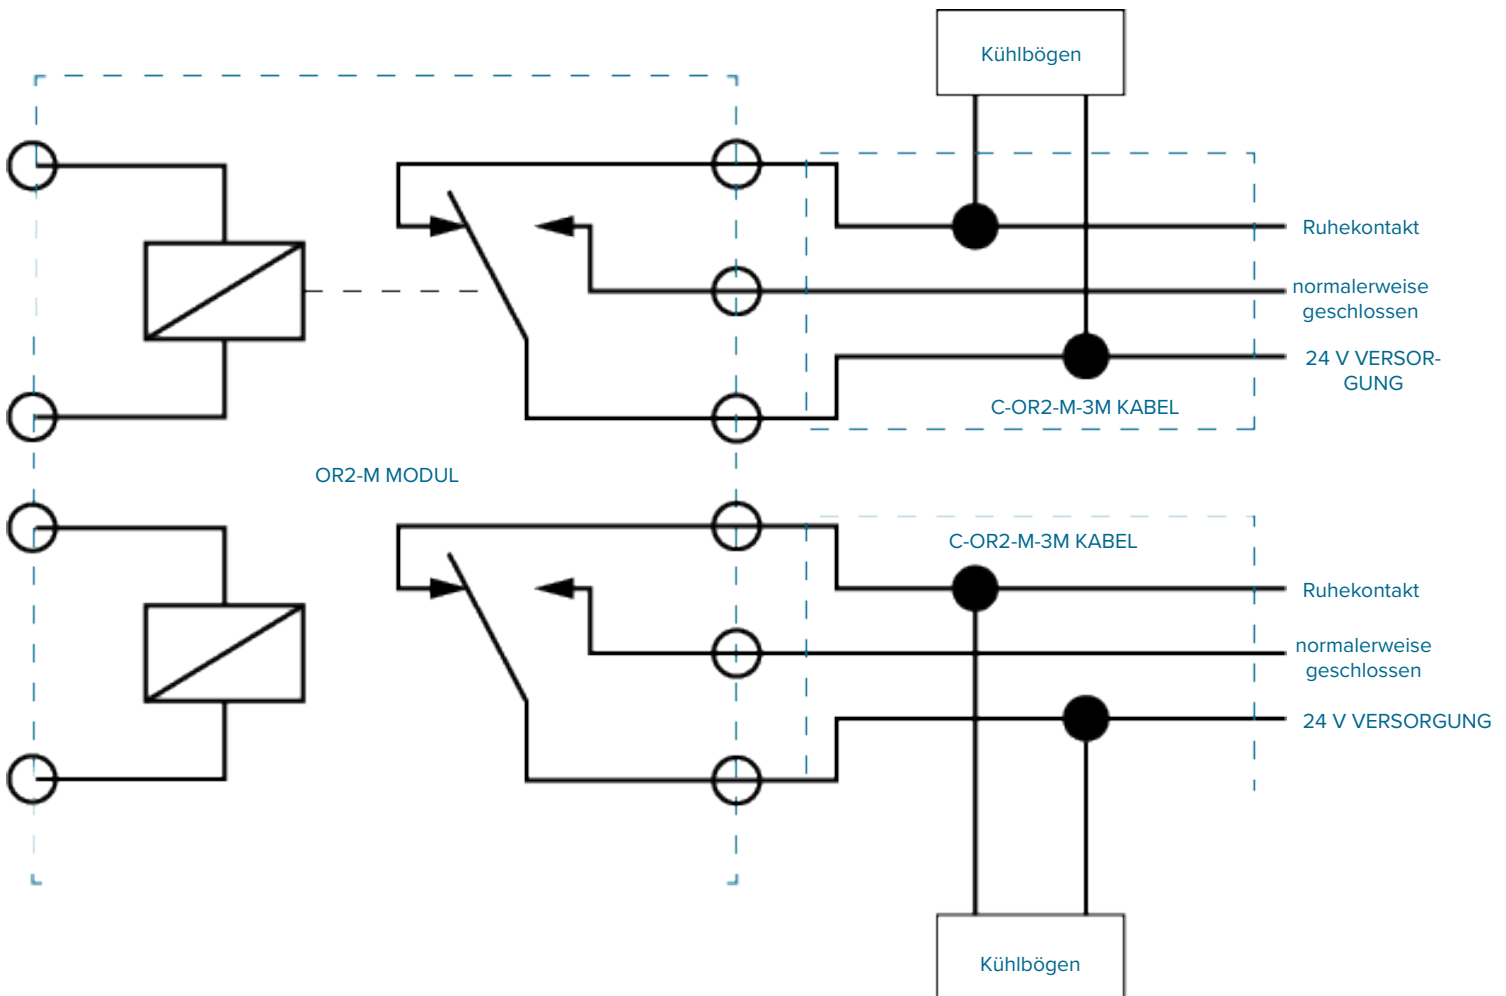 Kühlbögen
Ruhekontakt
normalerweise
geschlossen
24 V VERSOR-
GUNG
C-OR2-M-3M KABEL
OR2-M MODUL
C-OR2-M-3M KABEL
Ruhekontakt
normalerweise
geschlossen
24 V VERSORGUNG
Kühlbögen